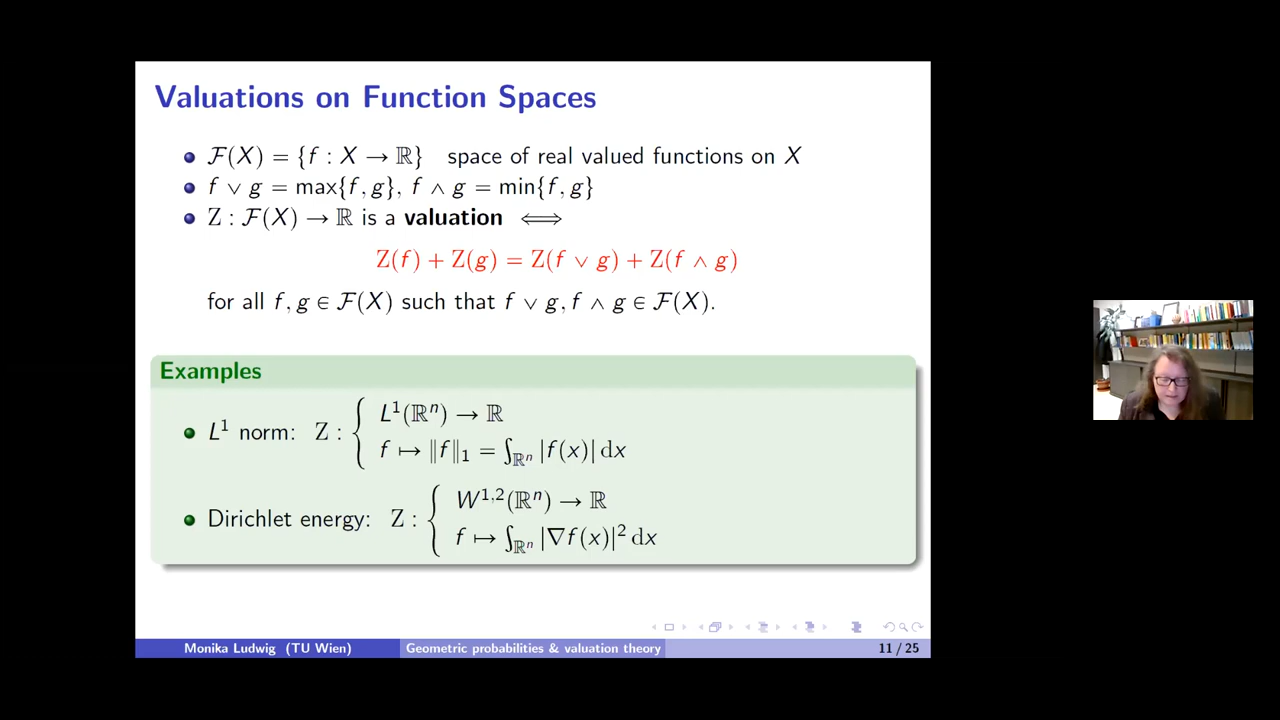 Valuations on Function Spaces
F(X) = {f : X → ℝ} space of real valued functions on X
f ∨ g = max{f, g}, f ∧ g = min{f, g}
Z : F(X) → ℝ is a valuation ⟺
Z(f) + Z(g) = Z(f ∨ g) + Z(f ∧ g)
for all f, g ∈ F(X) such that f ∨ g, f ∧ g ∈ F(X).
Examples
L¹ norm: Z : { L¹(ℝⁿ) → ℝ
f ↦ ‖f‖₁ = ∫_ℝⁿ |f(x)| dx
Dirichlet energy: Z : { W^{1,2}(ℝⁿ) → ℝ
f ↦ ∫_ℝⁿ |∇f(x)|² dx
Monika Ludwig (TU Wien) Geometric probabilities & valuation theory 11 / 25